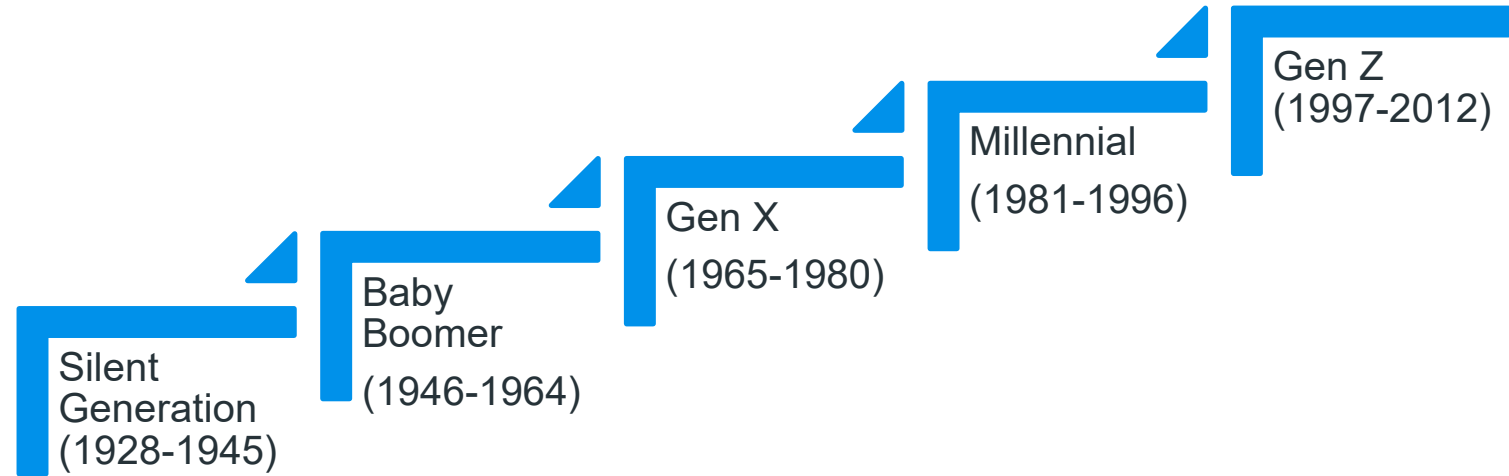 Silent
Generation
(1928-1945)
Baby
Boomer
(1946-1964)
Gen X
(1965-1980)
Millennial
(1981-1996)
Gen Z
(1997-2012)